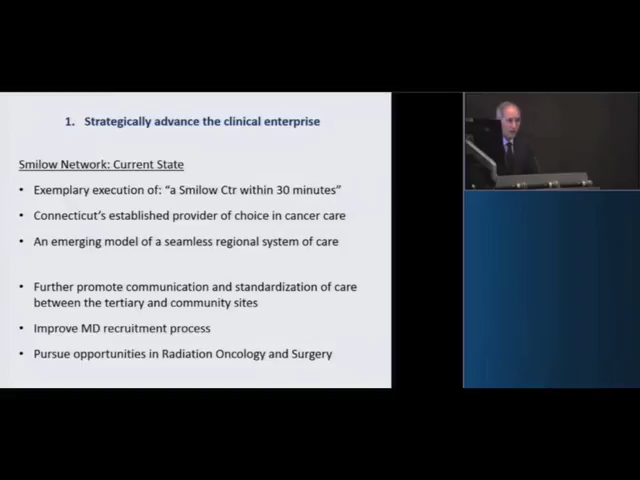 1. Strategically advance the clinical enterprise
Smilow Network: Current State
• Exemplary execution of: “a Smilow Ctr within 30 minutes”
• Connecticut’s established provider of choice in cancer care
• An emerging model of a seamless regional system of care
• Further promote communication and standardization of care
between the tertiary and community sites
• Improve MD recruitment process
• Pursue opportunities in Radiation Oncology and Surgery